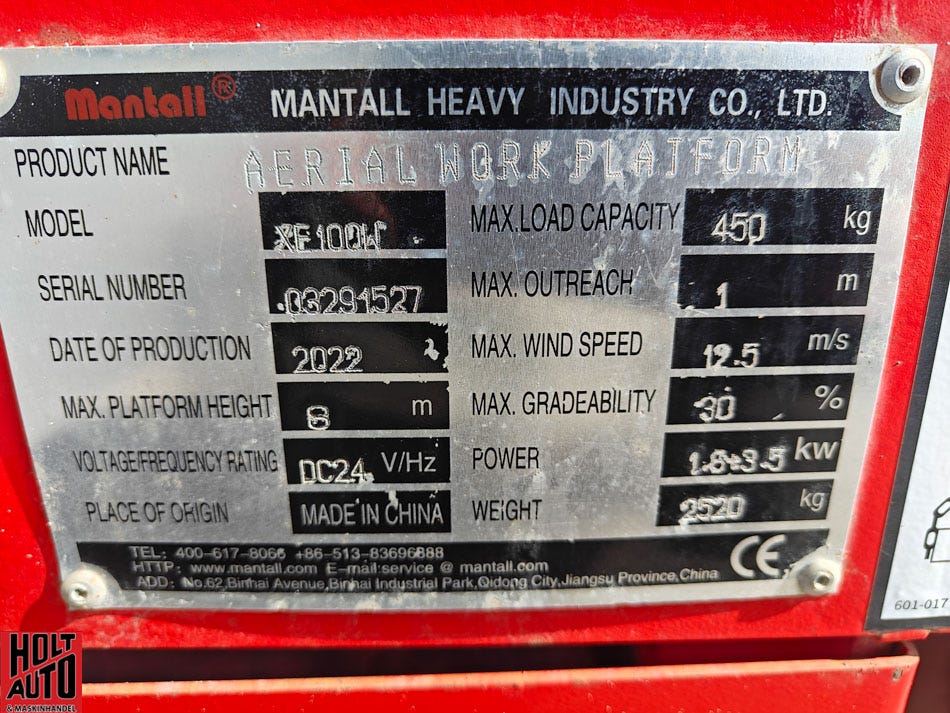 Mantall® MANTALL HEAVY INDUSTRY CO., LTD.
PRODUCT NAME AERIAL WORK PLATFORM
MODEL XE100W
MAX.LOAD CAPACITY 450 kg
SERIAL NUMBER 03291527
MAX. OUTREACH 1 m
DATE OF PRODUCTION 2022
MAX. WIND SPEED 12.5 m/s
MAX. PLATFORM HEIGHT 8 m
MAX. GRADEABILITY 30 %
VOLTAGE/FREQUENCY RATING DC24 V/Hz
POWER kw
PLACE OF ORIGIN MADE IN CHINA
WEIGHT 2520 kg
TEL: 400-617-8066 +86-513-83696888
HTTP: www.mantall.com E-mail:service @ mantall.com
ADD: No.62,Binhai Avenue,Binhai Industrial Park,Qidong City,Jiangsu Province,China
CE
601-017
HOLT
AUTO
& MASKINHANDEL